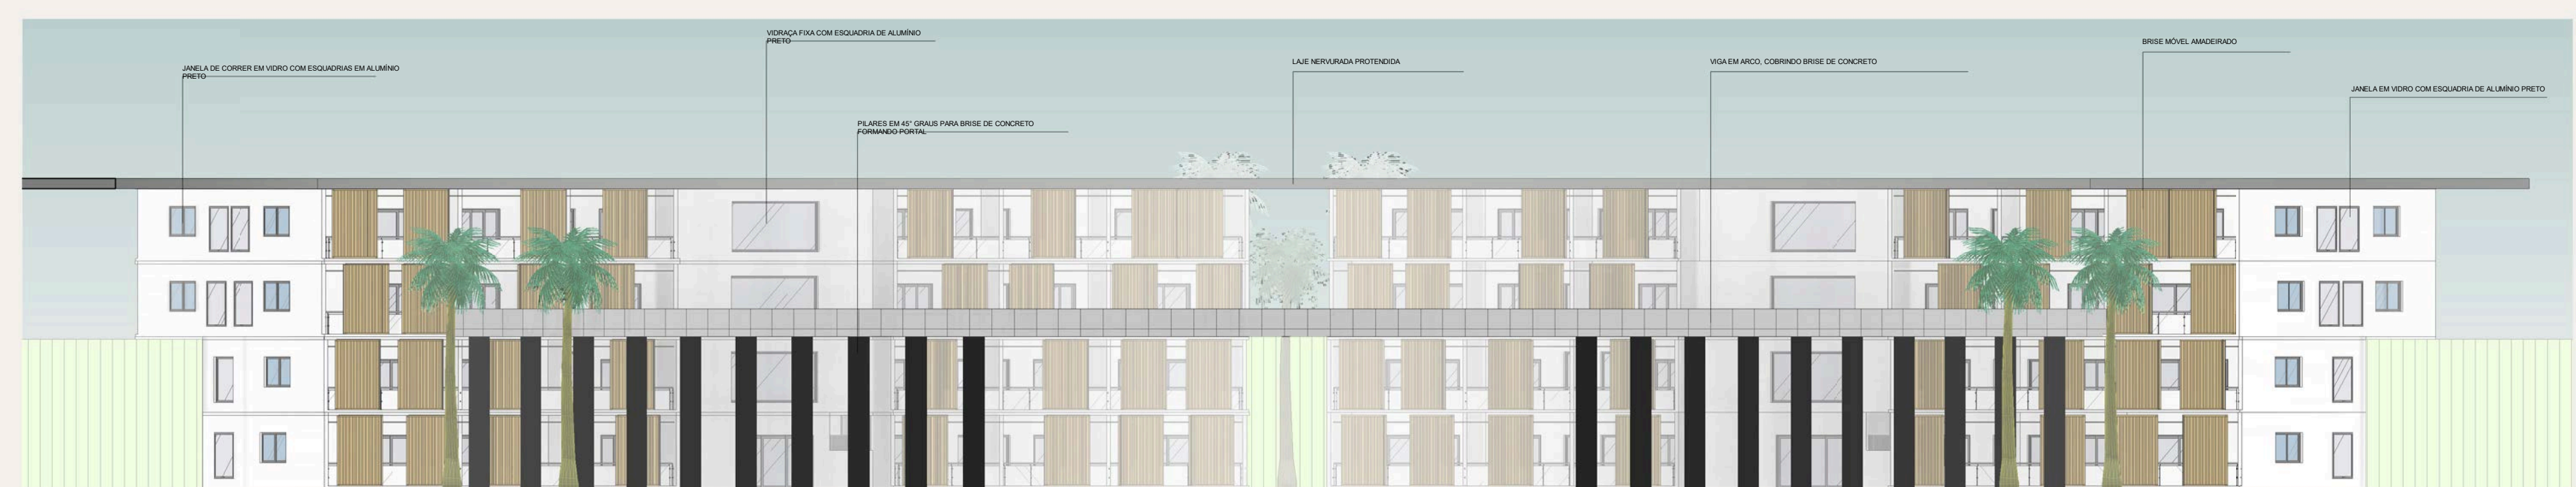 VIDRAÇA FIXA COM ESQUADRIA DE ALUMÍNIO
PRETO
BRISE MÓVEL AMADEIRADO
LAJE NERVURADA PROTENDIDA
VIGA EM ARCO, COBRINDO BRISE DE CONCRETO
JANELA DE CORRER EM VIDRO COM ESQUADRIAS EM ALUMÍNIO
PRETO
JANELA EM VIDRO COM ESQUADRIA DE ALUMÍNIO PRETO
PILARES EM 45° GRAUS PARA BRISE DE CONCRETO
FORMANDO PORTAL